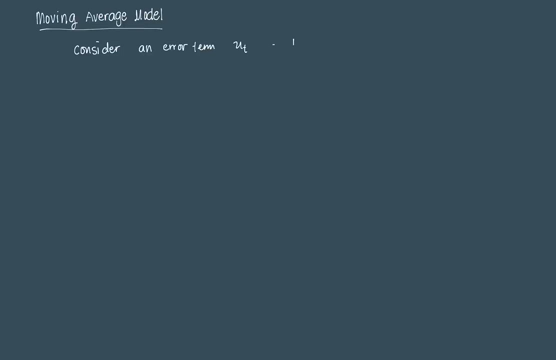 Moving Average Model
Consider an error term u_t .